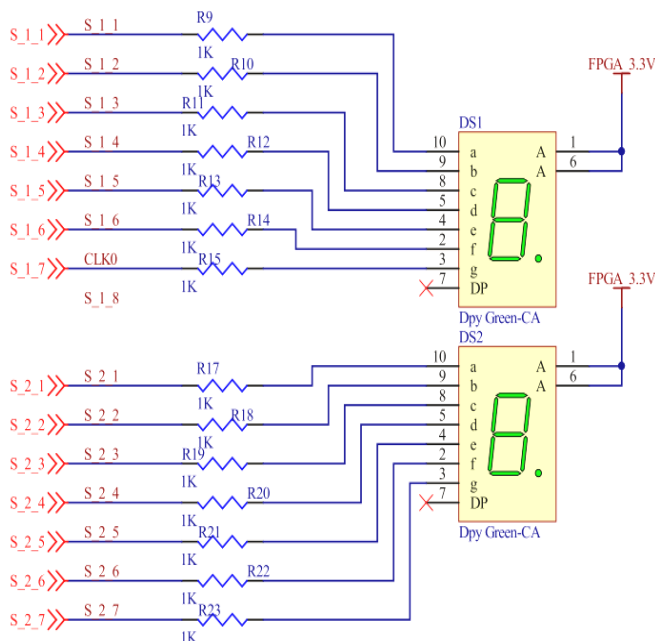 R9
S_1_1 S_1_1
1K
FPGA_3.3V
S_1_2 S_1_2 R10
1K
S_1_3 S_1_3 R11
1K
DS1
S_1_4 S_1_4 R12
10 a A 1
1K
9 b A 6
S_1_5 S_1_5 R13
8 c
1K
5 d
S_1_6 S_1_6 R14
4 e
1K
2 f
S_1_7 CLK0 R15
3 g
1K
7 DP
FPGA_3.3V
S_1_8
Dpy Green-CA
DS2
R17
10 a A 1
S_2_1 S_2_1
9 b A 6
1K
8 c
S_2_2 S_2_2 R18
5 d
1K
4 e
S_2_3 S_2_3 R19
2 f
1K
3 g
S_2_4 S_2_4 R20
7 DP
1K
Dpy Green-CA
S_2_5 S_2_5 R21
1K
S_2_6 S_2_6 R22
1K
S_2_7 S_2_7 R23
1K